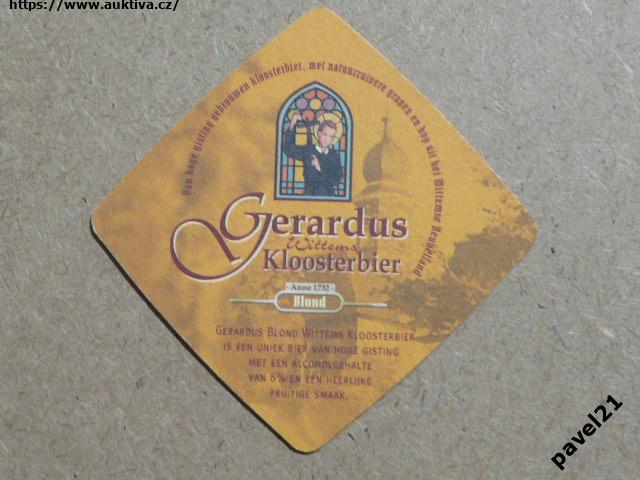 https://www.auktiva.cz/
Van hoge gisting gebrouwen kloosterbier, met natuurzuivere granen en hop uit het Wittemse Heuvelland
Gerardus
Wittems
Kloosterbier
· Anno 1732 ·
Blond
GERARDUS BLOND WITTEMS KLOOSTERBIER
IS EEN UNIEK BIER VAN HOGE GISTING
MET EEN ALCOHOLGEHALTE
VAN 6% EN EEN HEERLIJKE,
FRUITIGE SMAAK.
pavel21